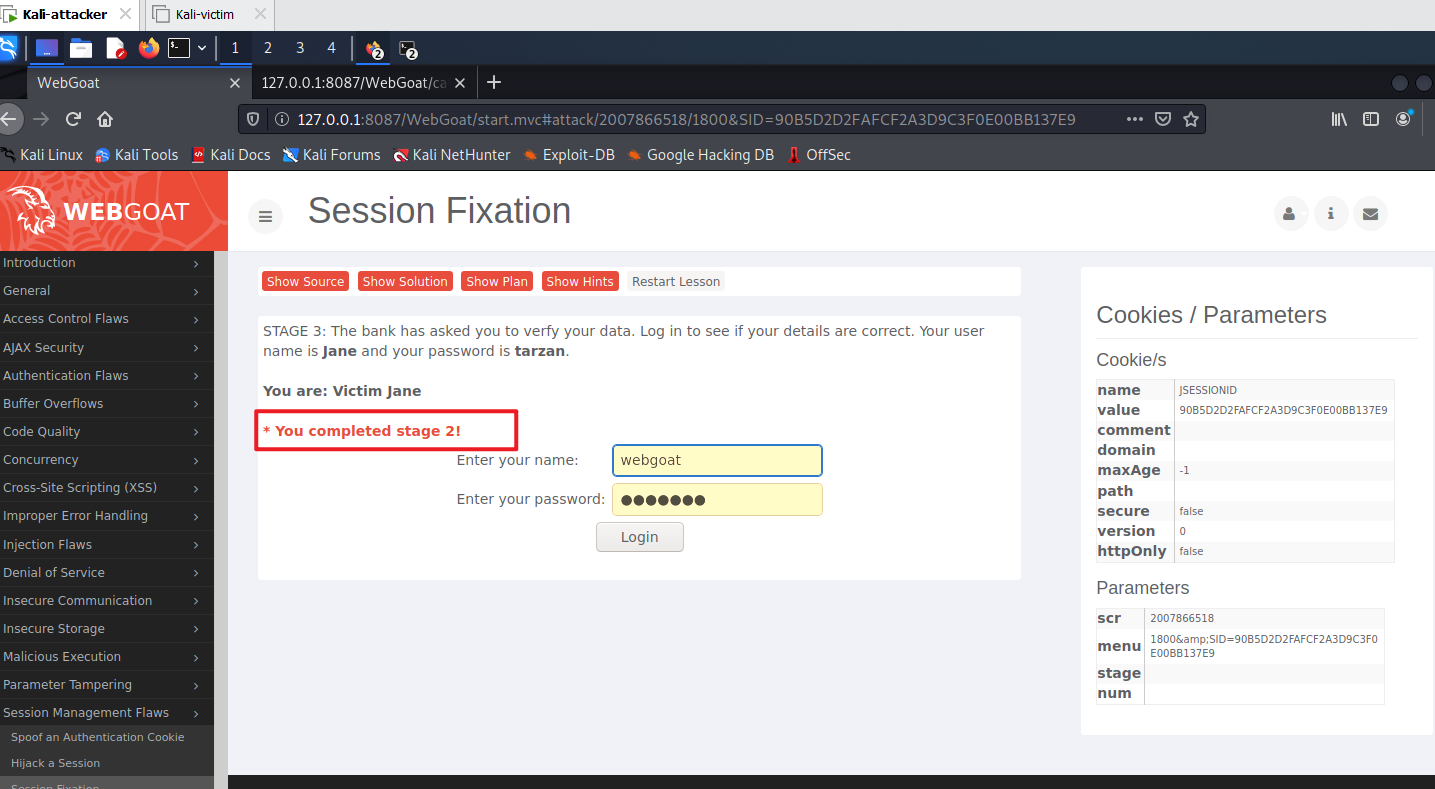 Kali-attacker
Kali-victim
1 2 3 4 2 2
WebGoat
127.0.0.1:8087/WebGoat/ca
127.0.0.1:8087/WebGoat/start.mvc#attack/2007866518/1800&SID=90B5D2D2FAFCF2A3D9C3F0E00BB137E9
Kali Linux Kali Tools Kali Docs Kali Forums Kali NetHunter Exploit-DB Google Hacking DB OffSec
WEBGOAT
Session Fixation
Introduction
General
Access Control Flaws
AJAX Security
Authentication Flaws
Buffer Overflows
Code Quality
Concurrency
Cross-Site Scripting (XSS)
Improper Error Handling
Injection Flaws
Denial of Service
Insecure Communication
Insecure Storage
Malicious Execution
Parameter Tampering
Session Management Flaws
Spoof an Authentication Cookie
Hijack a Session
Session Fixation
Show Source Show Solution Show Plan Show Hints Restart Lesson
STAGE 3: The bank has asked you to verfy your data. Log in to see if your details are correct. Your user
name is Jane and your password is tarzan.
You are: Victim Jane
* You completed stage 2!
Enter your name: webgoat
Enter your password: ●●●●●●●
Login
Cookies / Parameters
Cookie/s
name JSESSIONID
value 90B5D2D2FAFCF2A3D9C3F0E00BB137E9
comment
domain
maxAge -1
path
secure false
version 0
httpOnly false
Parameters
scr 2007866518
menu 1800&amp;SID=90B5D2D2FAFCF2A3D9C3F0
E00BB137E9
stage
num